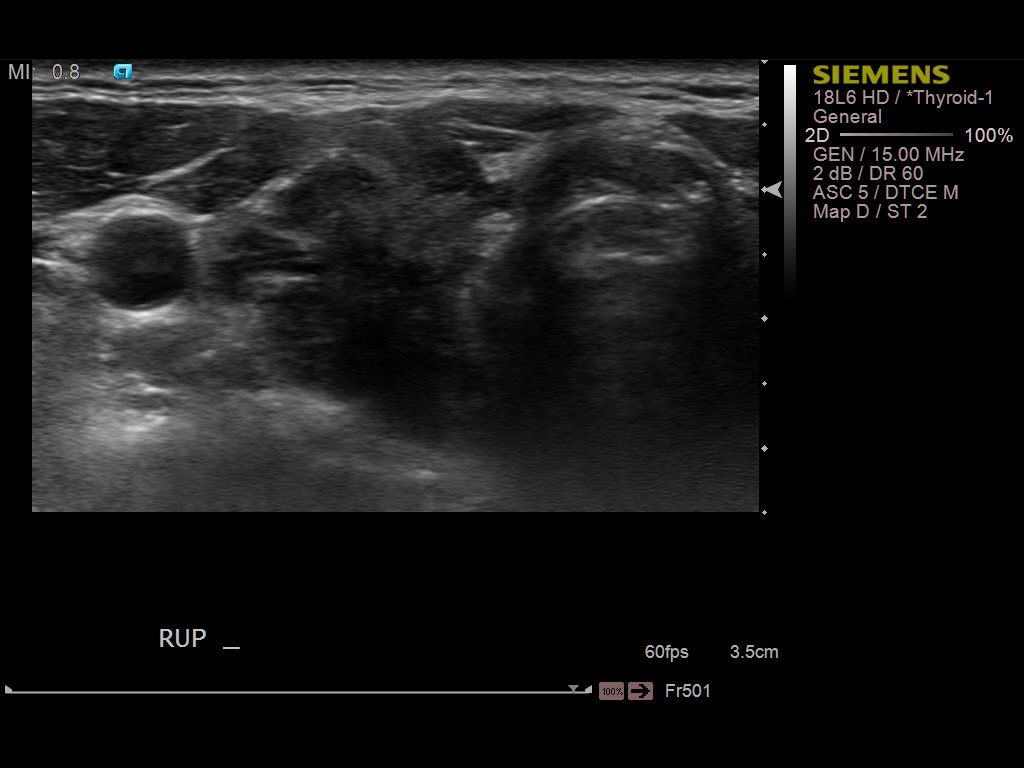 MI: 0.8
SIEMENS
18L6 HD / *Thyroid-1
General
2D 100%
GEN / 15.00 MHz
2 dB / DR 60
ASC 5 / DTCE M
Map D / ST 2
RUP _
60fps 3.5cm
100% Fr501